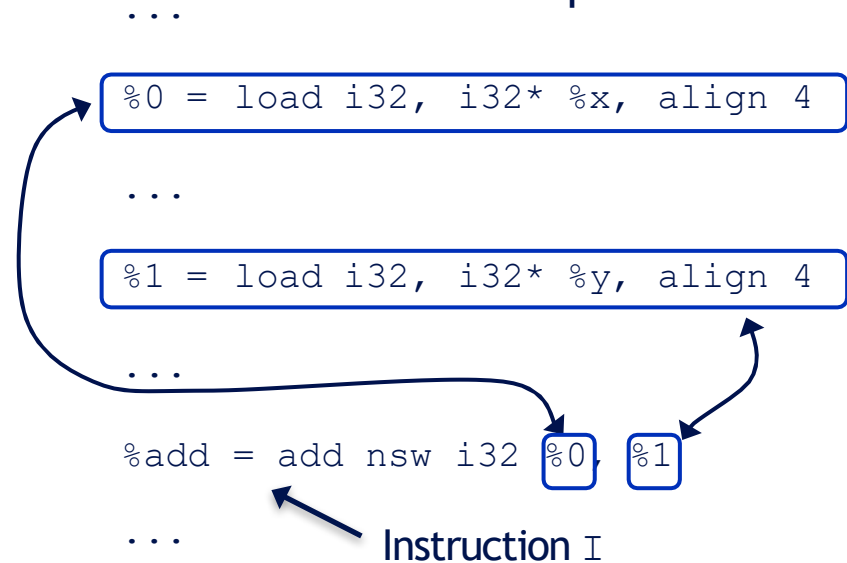 ...
%0 = load i32, i32* %x, align 4
...
%1 = load i32, i32* %y, align 4
...
%add = add nsw i32 %0, %1
...
Instruction I